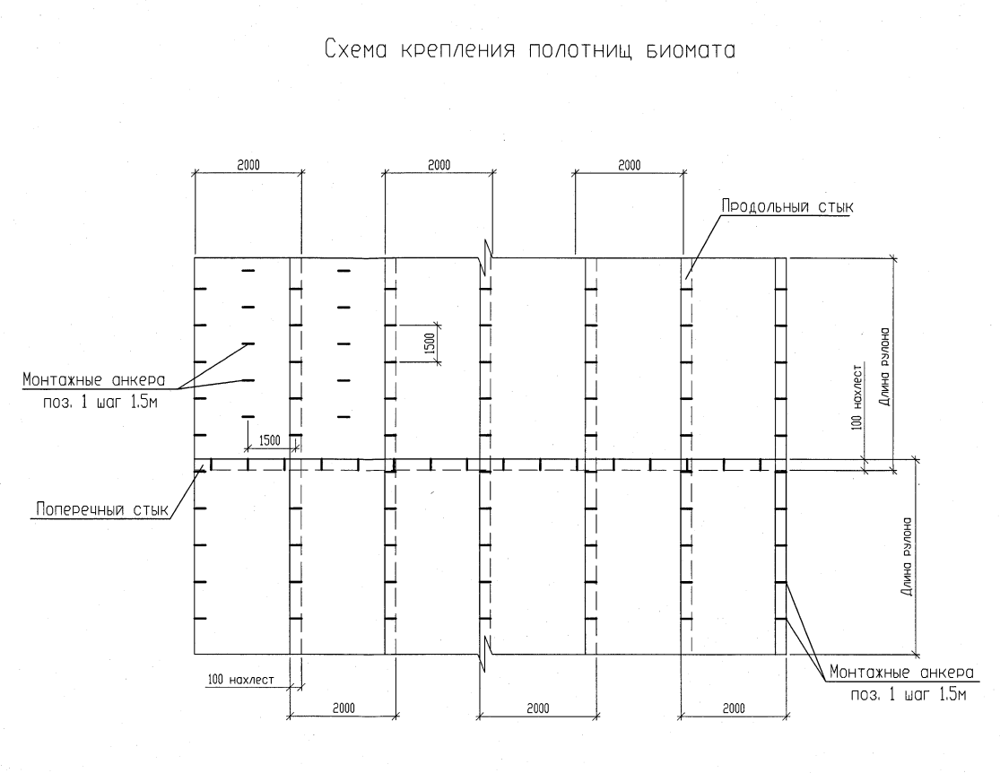 Схема крепления полотнищ биомата
2000
2000
2000
Продольный стык
1500
Длина рулона
100 нахлест
Монтажные анкера
поз. 1 шаг 1.5м
1500
Поперечный стык
Длина рулона
100 нахлест
Монтажные анкера
поз. 1 шаг 1.5м
2000
2000
2000